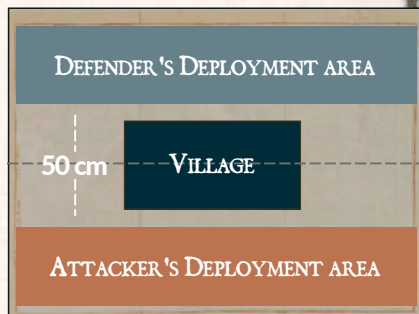 Defender's Deployment area
50 cm
Village
Attacker's Deployment area